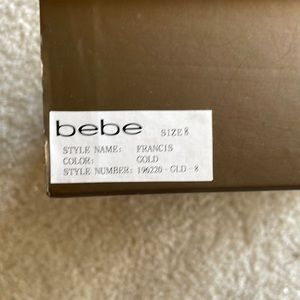 bebe SIZE 8
STYLE NAME: FRANCIS
COLOR: GOLD
STYLE NUMBER: 196220-GLD-8